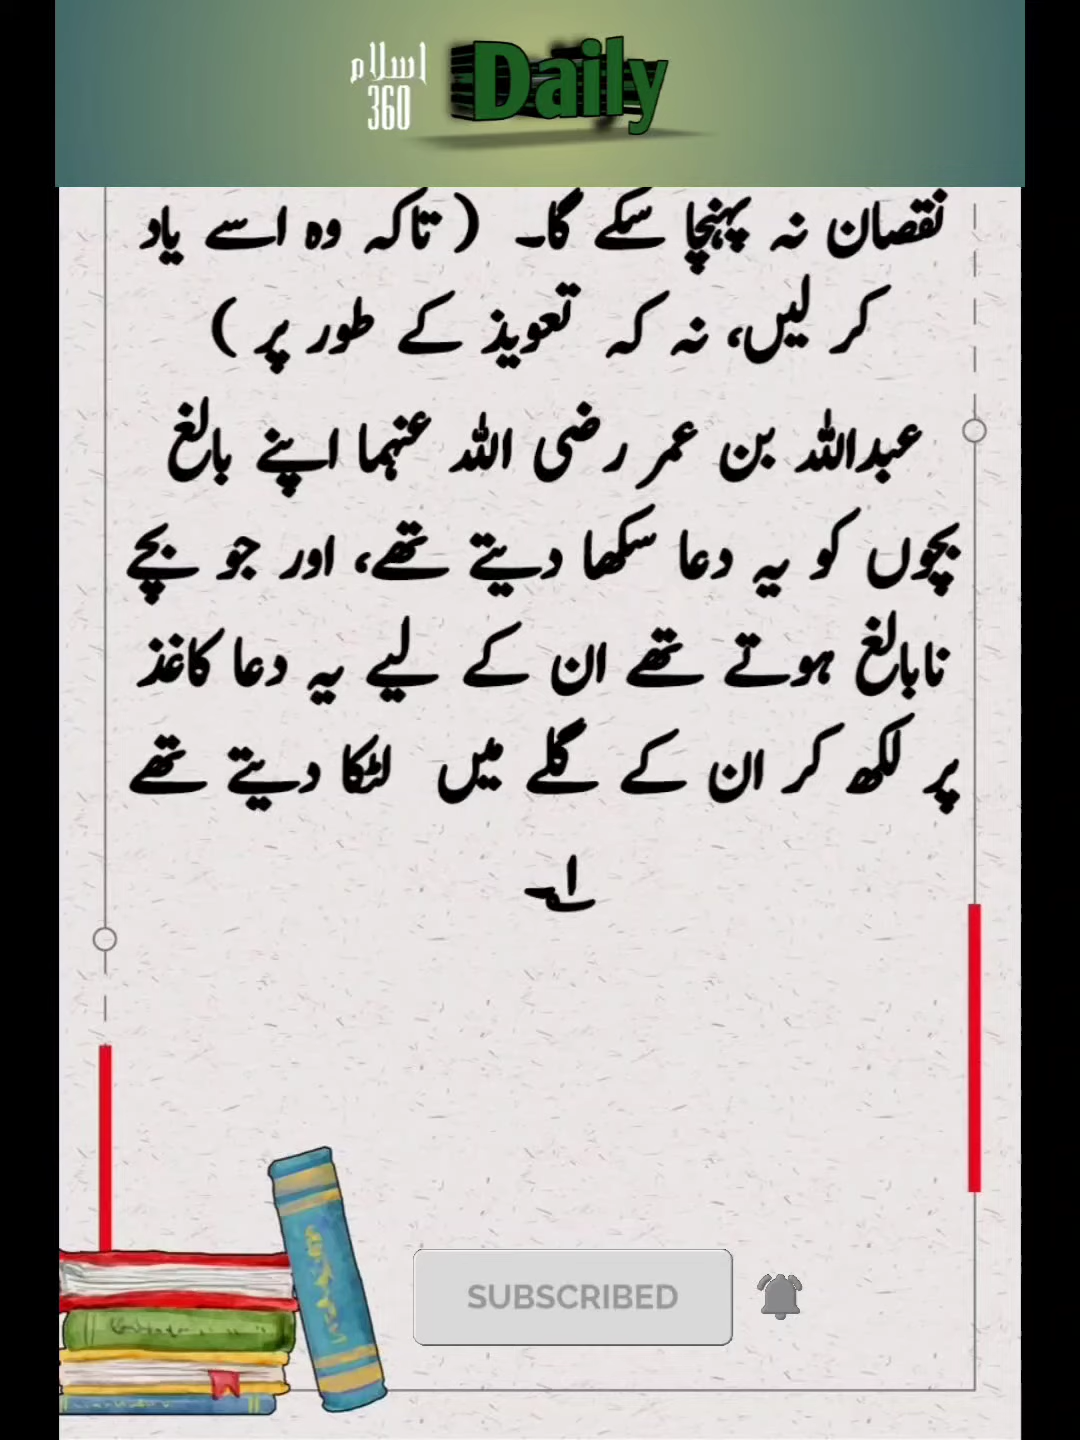 اسلام
360
Daily
نقصان نہ پہنچا سکے گا۔ ( تاکہ وہ اسے یاد
کر لیں، نہ کہ تعویذ کے طور پر )
عبداللہ بن عمر رضی اللہ عنہما اپنے بالغ
بچوں کو یہ دعا سکھا دیتے تھے، اور جو بچے
نابالغ ہوتے تھے ان کے لیے یہ دعا کاغذ
پر لکھ کر ان کے گلے میں لٹکا دیتے تھے
ا؎۔
SUBSCRIBED